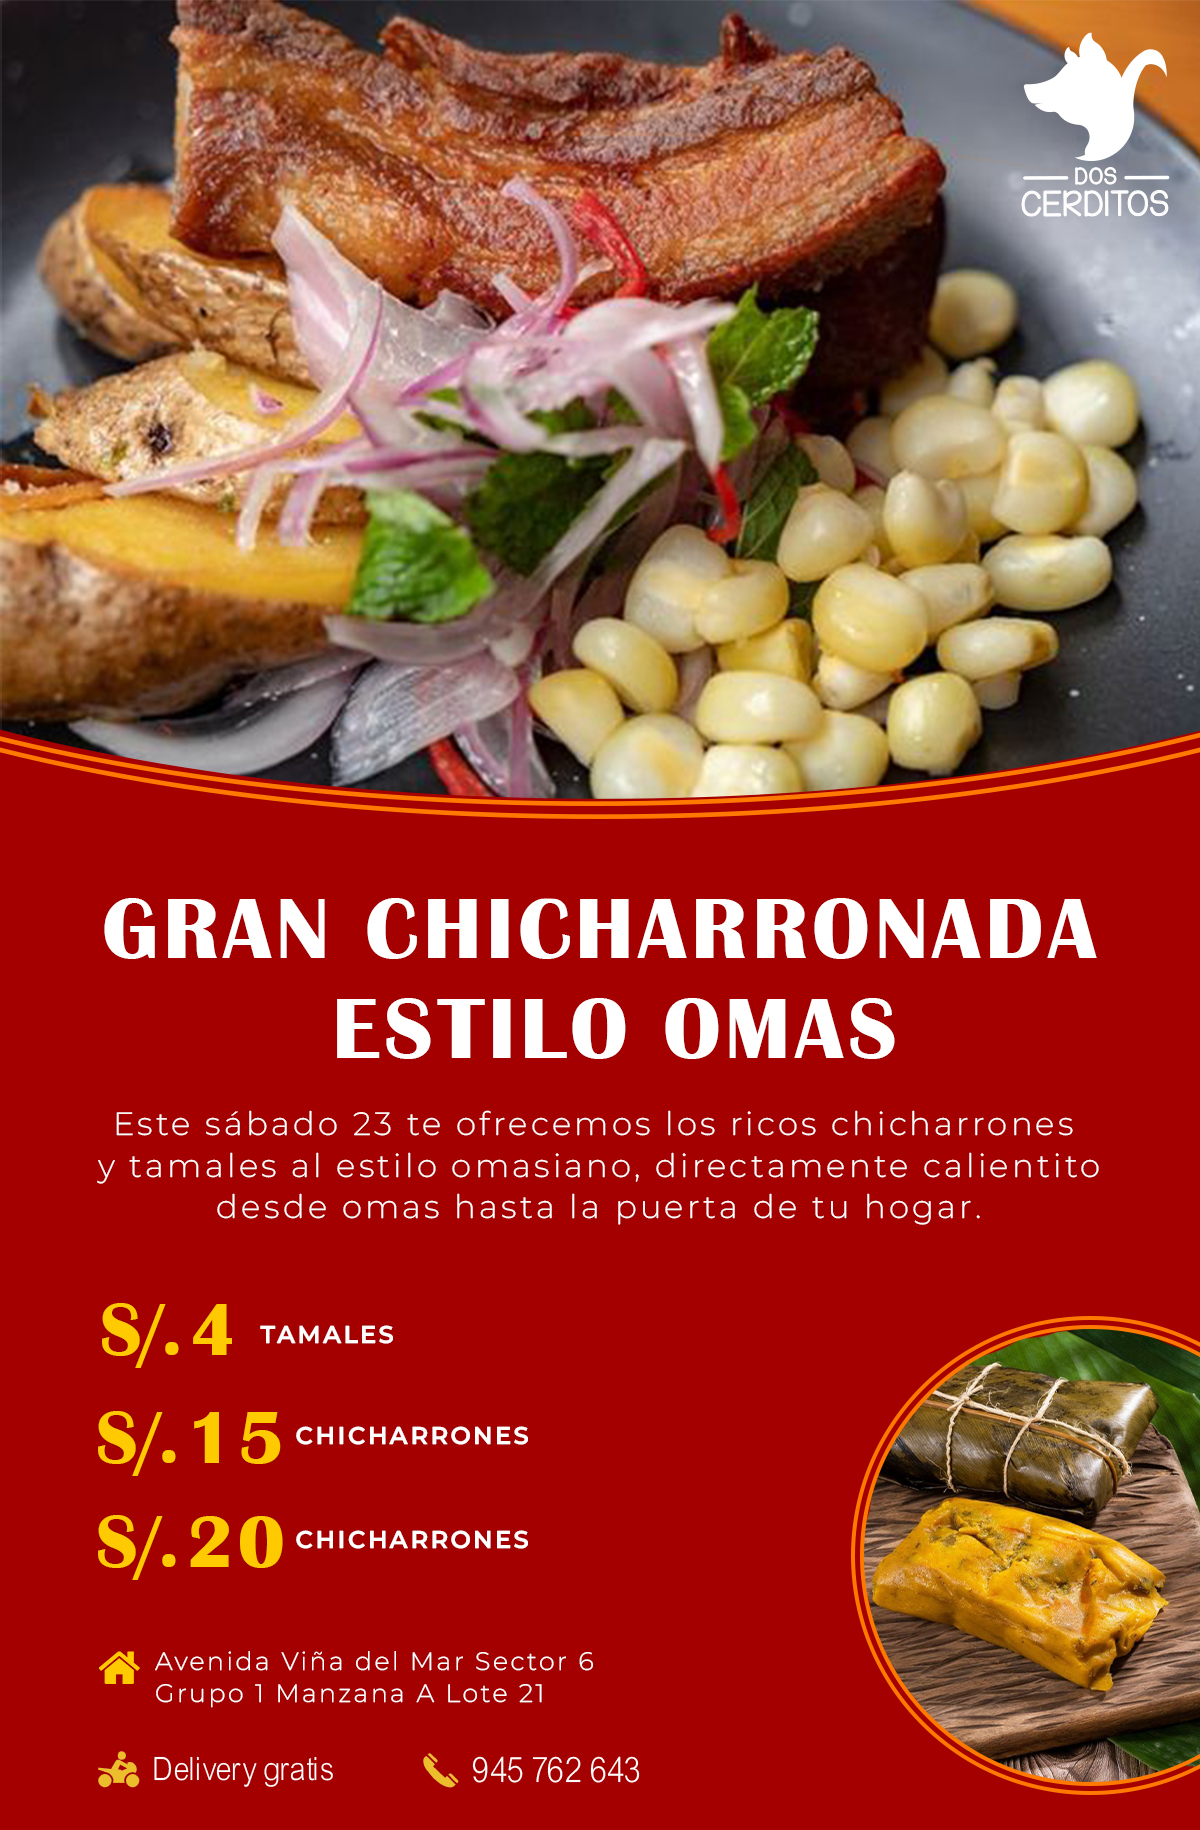 DOS
CERDITOS
GRAN CHICHARRONADA
ESTILO OMAS
Este sábado 23 te ofrecemos los ricos chicharrones
y tamales al estilo omasiano, directamente calientito
desde omas hasta la puerta de tu hogar.
S/.4 TAMALES
S/.15 CHICHARRONES
S/.20 CHICHARRONES
Avenida Viña del Mar Sector 6
Grupo 1 Manzana A Lote 21
Delivery gratis 945 762 643